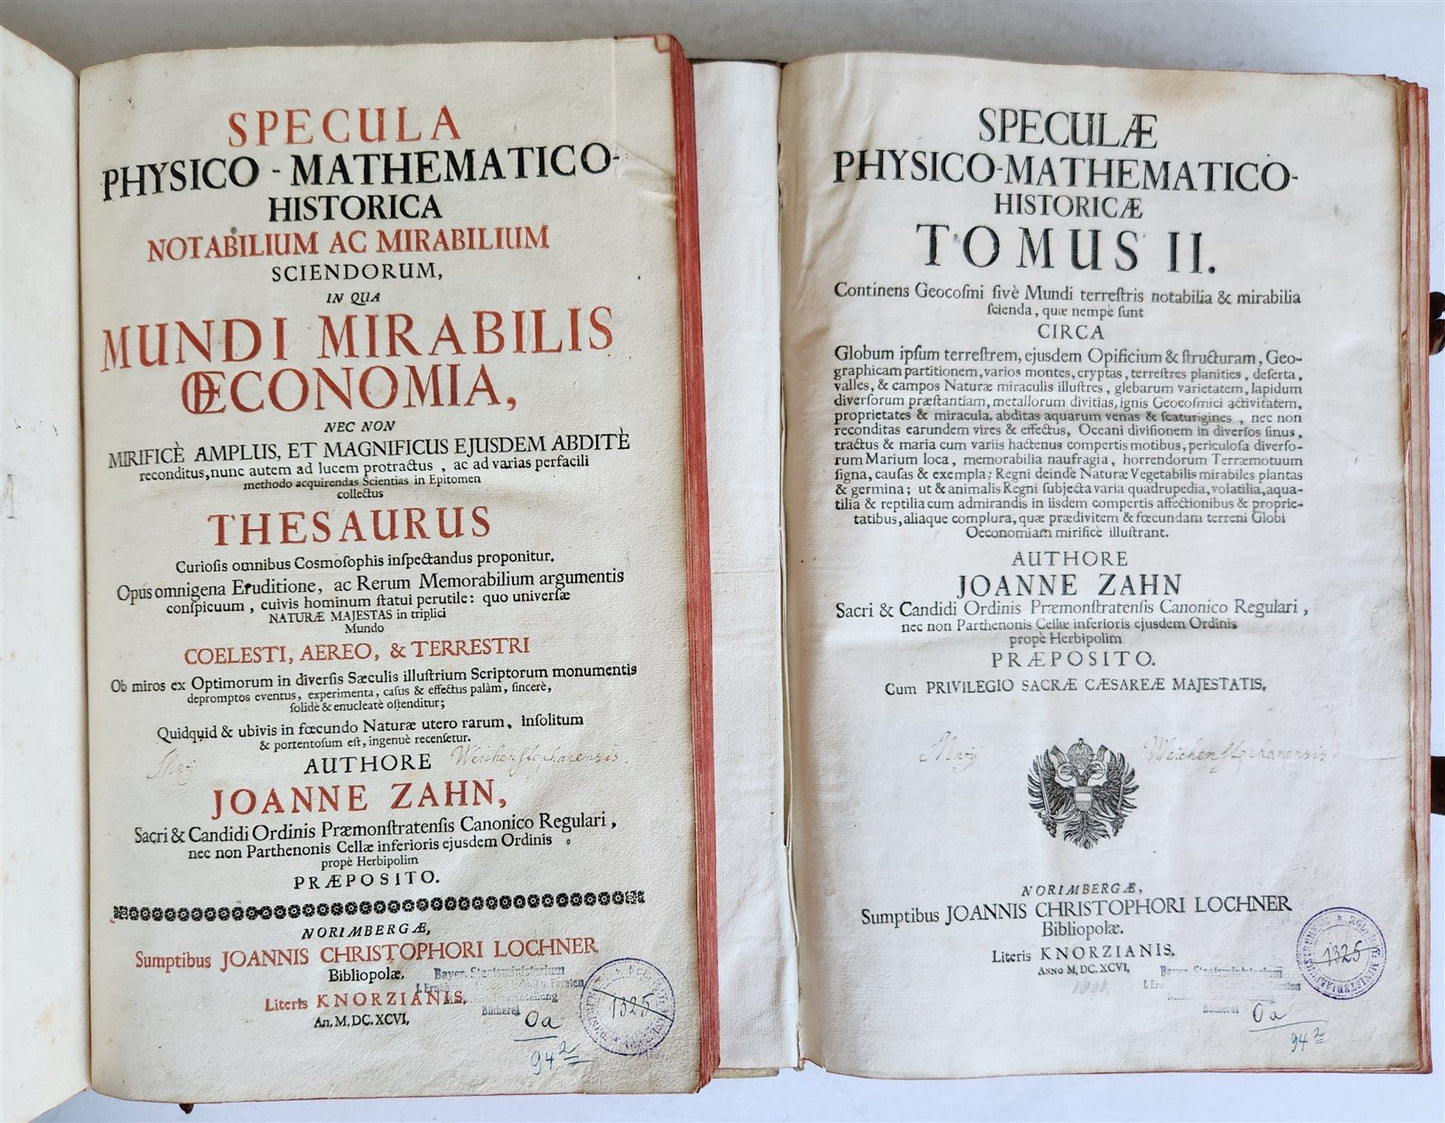 SPECULA
PHYSICO - MATHEMATICO-
HISTORICA
NOTABILIUM AC MIRABILIUM
SCIENDORUM,
IN QUA
MUNDI MIRABILIS
ŒCONOMIA,
NEC NON
MIRIFICÈ AMPLUS, ET MAGNIFICUS EJUSDEM ABDITÈ
reconditus, nunc autem ad lucem protractus , ac ad varias perfacili
methodo acquirendas Scientias in Epitomen
collectus
THESAURUS
Curioſis omnibus Coſmoſophis inſpectandus proponitur.
Opus omnigena Eruditione, ac Rerum Memorabilium argumentis
conſpicuum , cuivis hominum ſtatui perutile: quo univerſæ
NATURÆ MAJESTAS in triplici
Mundo
COELESTI, AEREO, & TERRESTRI
Ob miros ex Optimorum in diverſis Sæculis illuſtrium Scriptorum monumentis
depromptos eventus, experimenta, caſus & effectus palàm, ſincerè,
ſolidè & enucleatè oſtenditur;
Quidquid & ubivis in fœcundo Naturæ utero rarum, Inſolitum
& portentoſum eſt, ingenuè recenſetur.
AUTHORE
JOANNE ZAHN,
Sacri & Candidi Ordinis Præmonſtratenſis Canonico Regulari ,
nec non Parthenonis Cellæ inferioris ejusdem Ordinis
propè Herbipolim
PRÆPOSITO.
NORIMBERGÆ,
Sumptibus JOANNIS CHRISTOPHORI LOCHNER
Bibliopolæ,
Literis KNORZIANIS,
An. M. DC. XCVI,
Bayer. Staatsministerium
Bücherei
1325
0a
94 2
SPECULÆ
PHYSICO-MATHEMATICO-
HISTORICÆ
TOMUS II.
Continens Geocoſmi ſivè Mundi terreſtris notabilia & mirabilia
ſcienda, quæ nempè ſunt
CIRCA
Globum ipſum terreſtrem, ejusdem Opificium & ſtructuram, Geo-
graphicam partitionem, varios montes, cryptas, terreſtres planities , deſerta ,
valles, & campos Naturæ miraculis illuſtres , glebarum varietatem, lapidum
diverſorum præſtantiam, metallorum divitias, ignis Geocoſmici activitatem,
proprietates & miracula, abditas aquarum venas & ſcaturigines , nec non
reconditas earundem vires & effectus, Oceani diviſionem in diverſos ſinus ,
tractus & maria cum variis hactenus compertis motibus, periculoſa diverſo-
rum Marium loca , memorabilia naufragia , horrendorum Terræmotuum
ſigna, cauſas & exempla; Regni deindè Naturæ Vegetabilis mirabiles plantas
& germina; ut & animalis Regni ſubjecta varia quadrupedia, volatilia, aqua-
tilia & reptilia cum admirandis in iisdem compertis affectionibus & proprie-
tatibus, aliaque complura, quæ prædivitem & fœcundam terreni Globi
Oeconomiam mirificè illuſtrant.
AUTHORE
JOANNE ZAHN
Sacri & Candidi Ordinis Præmonſtratenſis Canonico Regulari ,
nec non Parthenonis Cellæ inferioris ejusdem Ordinis
propè Herbipolim
PRÆPOSITO.
Cum PRIVILEGIO SACRÆ CÆSAREÆ MAJESTATIS,
NORIMBERGÆ,
Sumptibus JOANNIS CHRISTOPHORI LOCHNER
Bibliopolæ.
Literis KNORZIANIS.
ANNO M, DC. XCVI,
Bayer. Staatsministerium
Bücherei
1325
0a
94 2